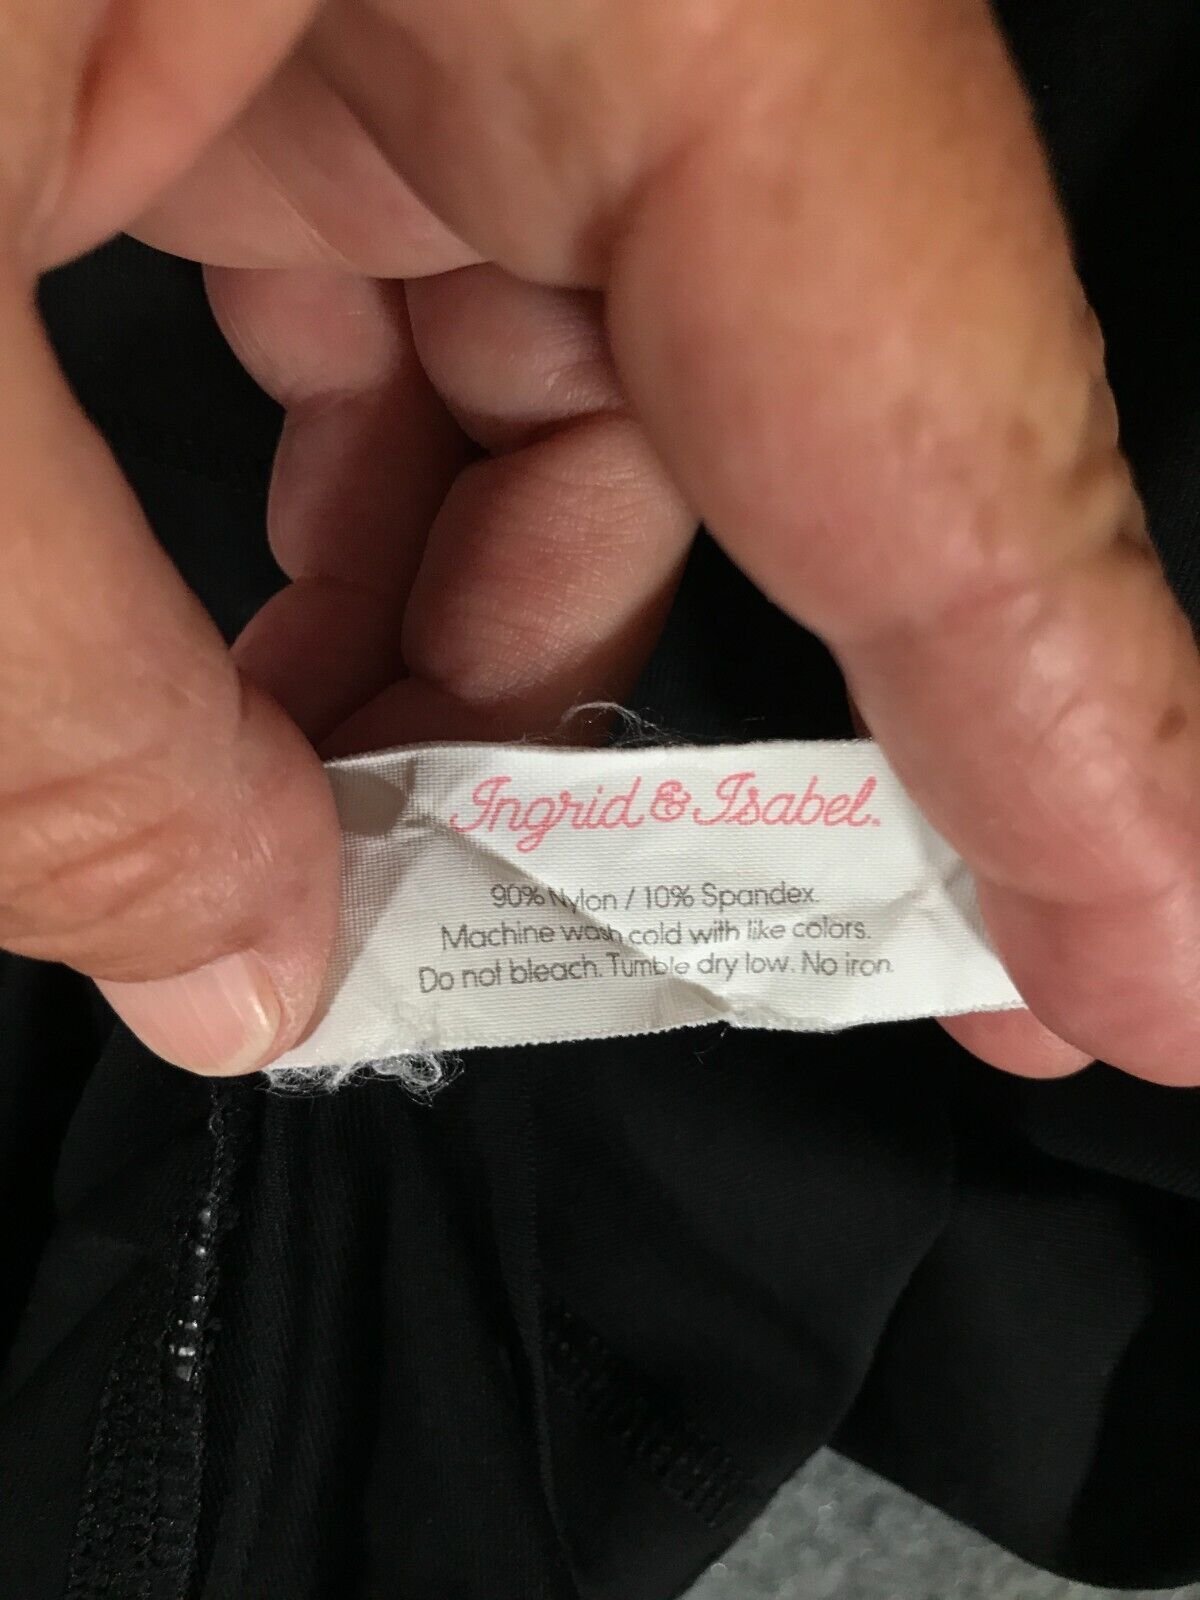 Ingrid & Isabel.
90% Nylon / 10% Spandex.
Machine wash cold with like colors.
Do not bleach. Tumble dry low. No iron.